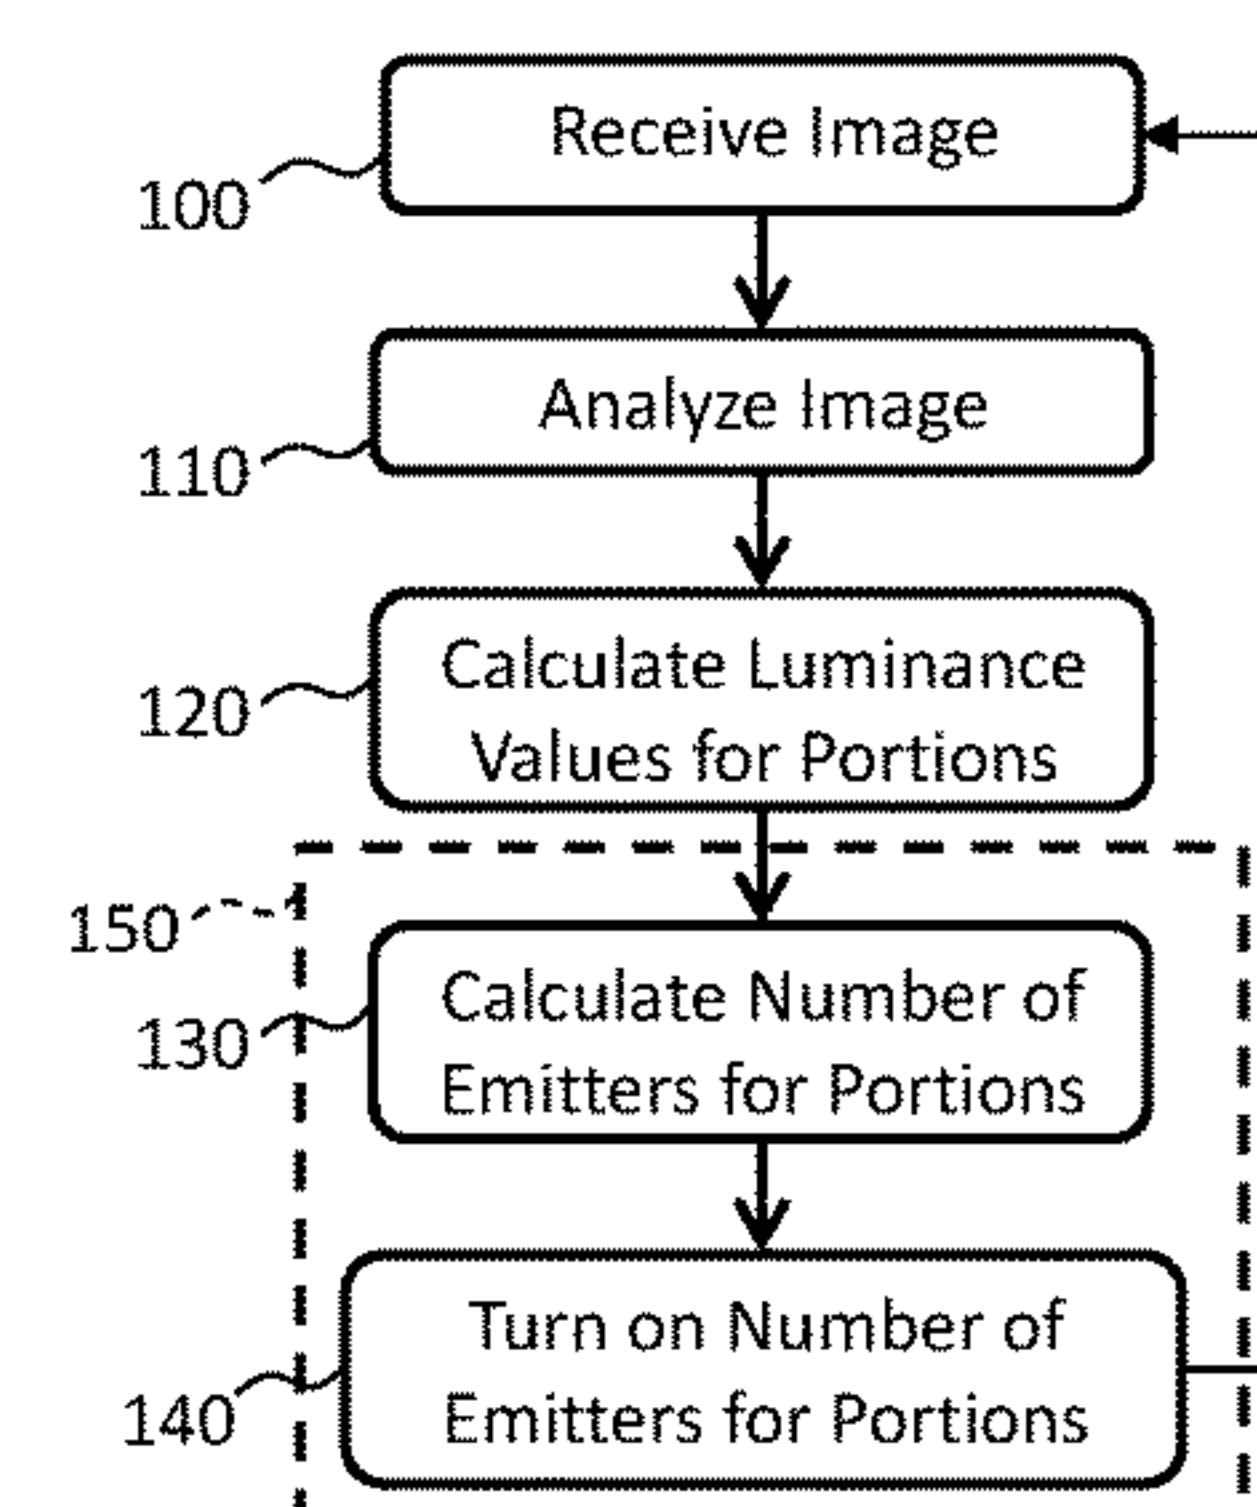 Receive Image
100
Analyze Image
110
Calculate Luminance
Values for Portions
120
150
Calculate Number of
Emitters for Portions
130
Turn on Number of
Emitters for Portions
140